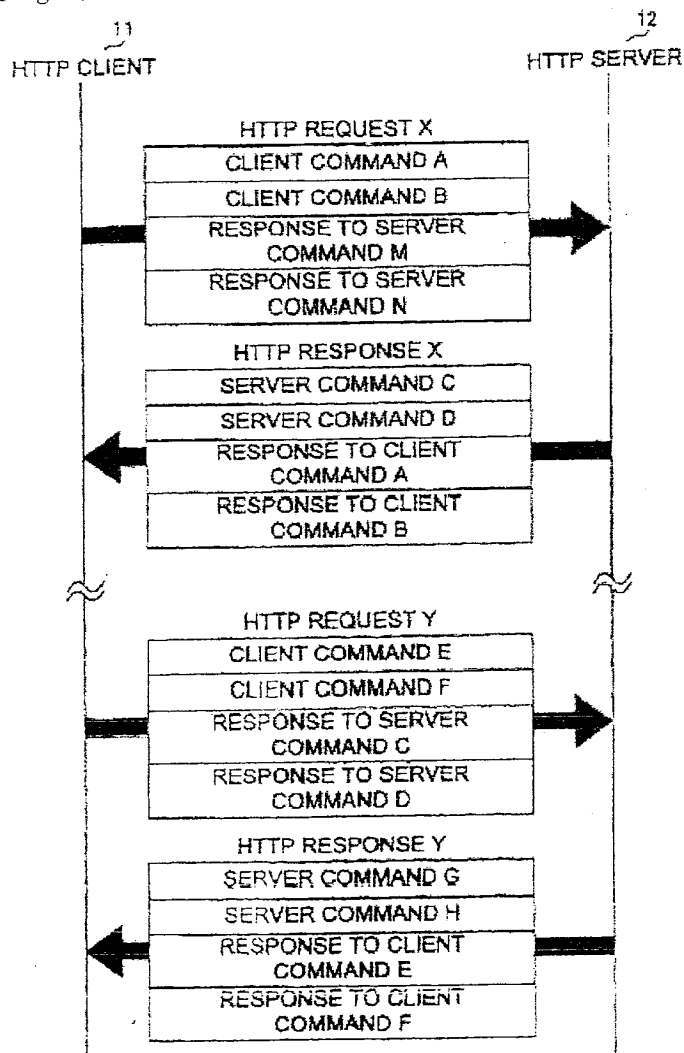 11
12
HTTP CLIENT
HTTP SERVER
HTTP REQUEST X
CLIENT COMMAND A
CLIENT COMMAND B
RESPONSE TO SERVER
COMMAND M
RESPONSE TO SERVER
COMMAND N
HTTP RESPONSE X
SERVER COMMAND C
SERVER COMMAND D
RESPONSE TO CLIENT
COMMAND A
RESPONSE TO CLIENT
COMMAND B
HTTP REQUEST Y
CLIENT COMMAND E
CLIENT COMMAND F
RESPONSE TO SERVER
COMMAND C
RESPONSE TO SERVER
COMMAND D
HTTP RESPONSE Y
SERVER COMMAND G
SERVER COMMAND H
RESPONSE TO CLIENT
COMMAND E
RESPONSE TO CLIENT
COMMAND F